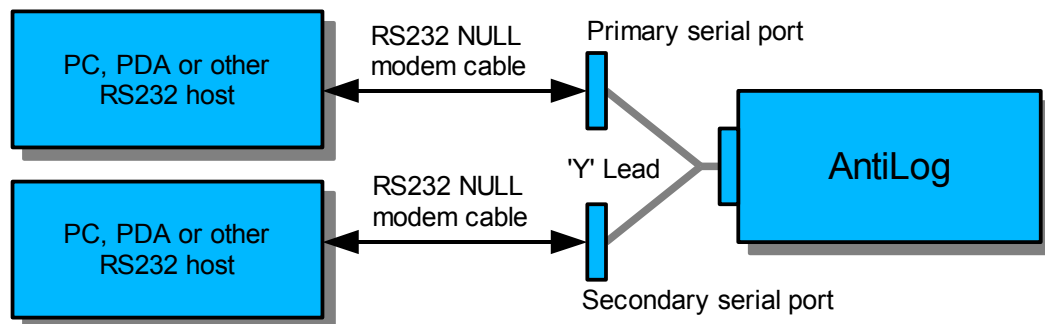 PC, PDA or other
RS232 host
RS232 NULL
modem cable
Primary serial port
'Y' Lead
AntiLog
PC, PDA or other
RS232 host
RS232 NULL
modem cable
Secondary serial port